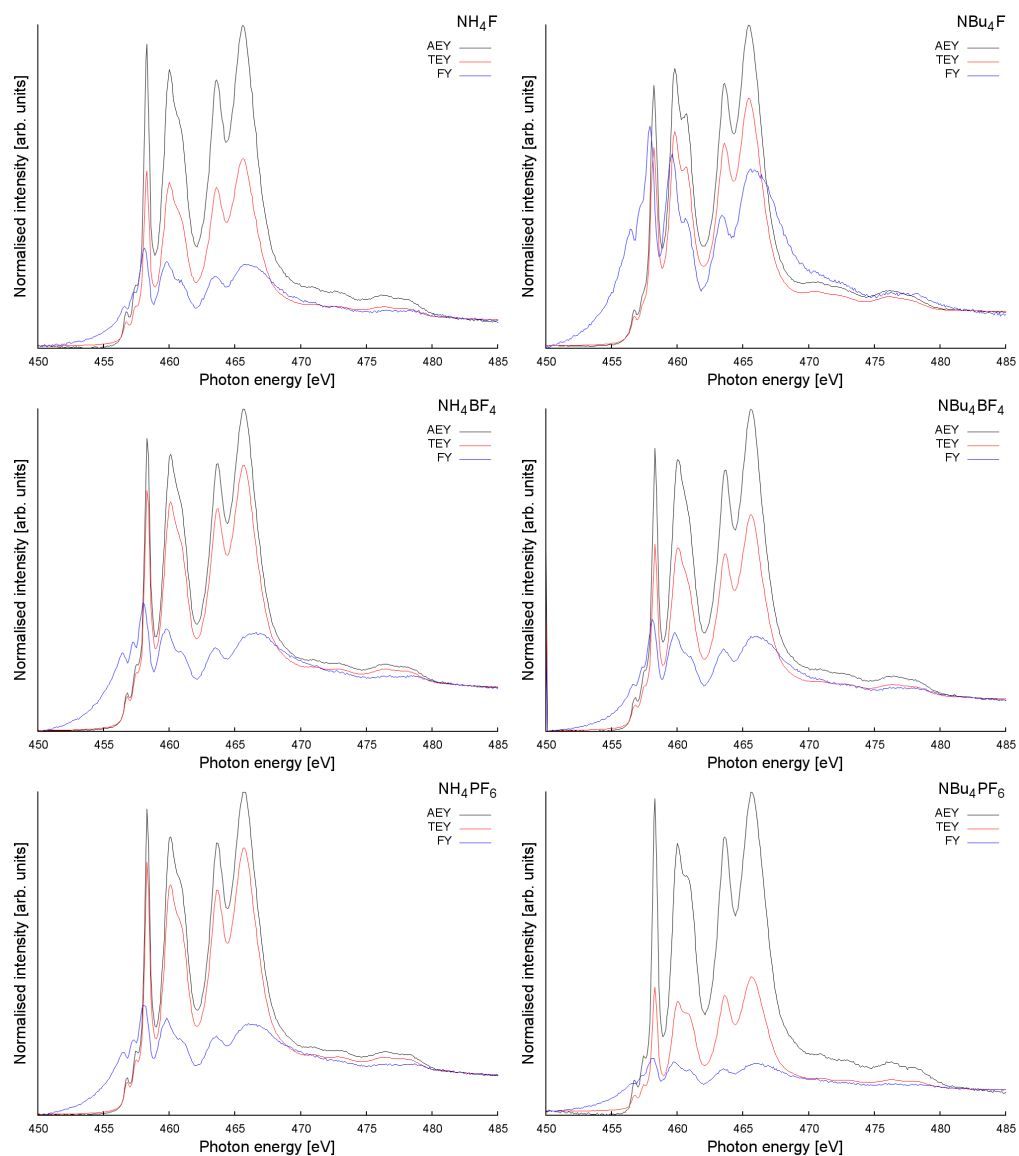 NH4F
AEY
TEY
FY
Normalised intensity [arb. units]
450 455 460 465 470 475 480 485
Photon energy [eV]
NBu4F
AEY
TEY
FY
Normalised intensity [arb. units]
450 455 460 465 470 475 480 485
Photon energy [eV]
NH4BF4
AEY
TEY
FY
Normalised intensity [arb. units]
450 455 460 465 470 475 480 485
Photon energy [eV]
NBu4BF4
AEY
TEY
FY
Normalised intensity [arb. units]
450 455 460 465 470 475 480 485
Photon energy [eV]
NH4PF6
AEY
TEY
FY
Normalised intensity [arb. units]
450 455 460 465 470 475 480 485
Photon energy [eV]
NBu4PF6
AEY
TEY
FY
Normalised intensity [arb. units]
450 455 460 465 470 475 480 485
Photon energy [eV]